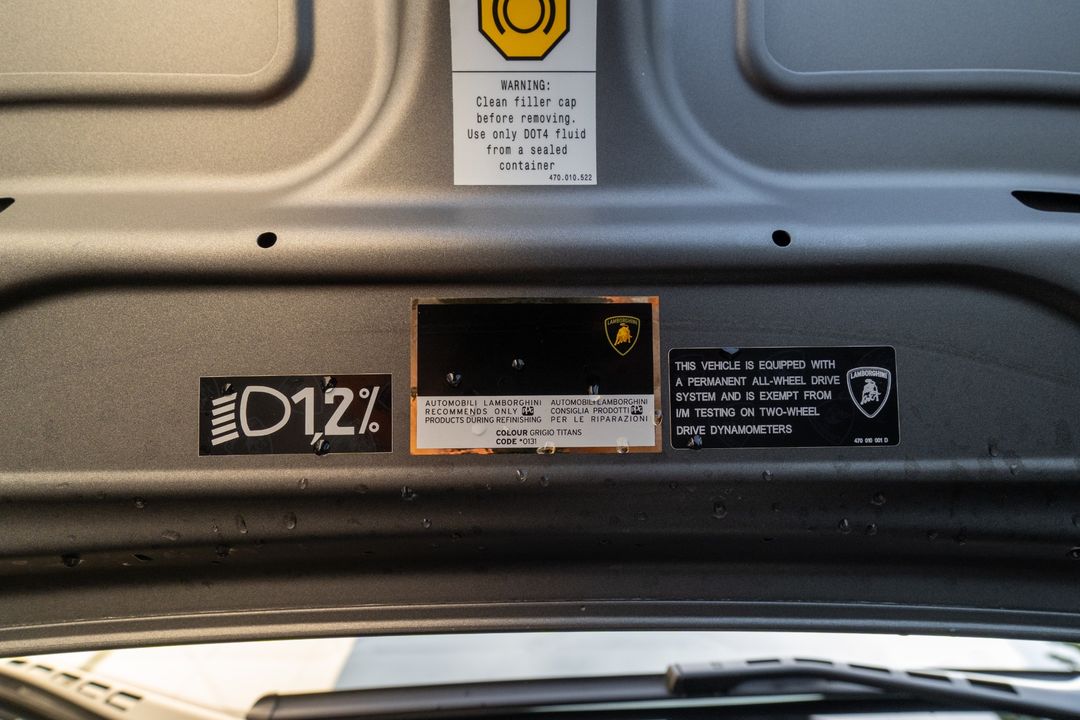 WARNING:
Clean filler cap
before removing.
Use only DOT4 fluid
from a sealed
container
470.010.522
1,2%
LAMBORGHINI
AUTOMOBILI LAMBORGHINI
RECOMMENDS ONLY PPG
PRODUCTS DURING REFINISHING
AUTOMOBILI LAMBORGHINI
CONSIGLIA PRODOTTI PPG
PER LE RIPARAZIONI
COLOUR GRIGIO TITANS
CODE *0131
THIS VEHICLE IS EQUIPPED WITH
A PERMANENT ALL-WHEEL DRIVE
SYSTEM AND IS EXEMPT FROM
I/M TESTING ON TWO-WHEEL
DRIVE DYNAMOMETERS
LAMBORGHINI
470 010 001 D